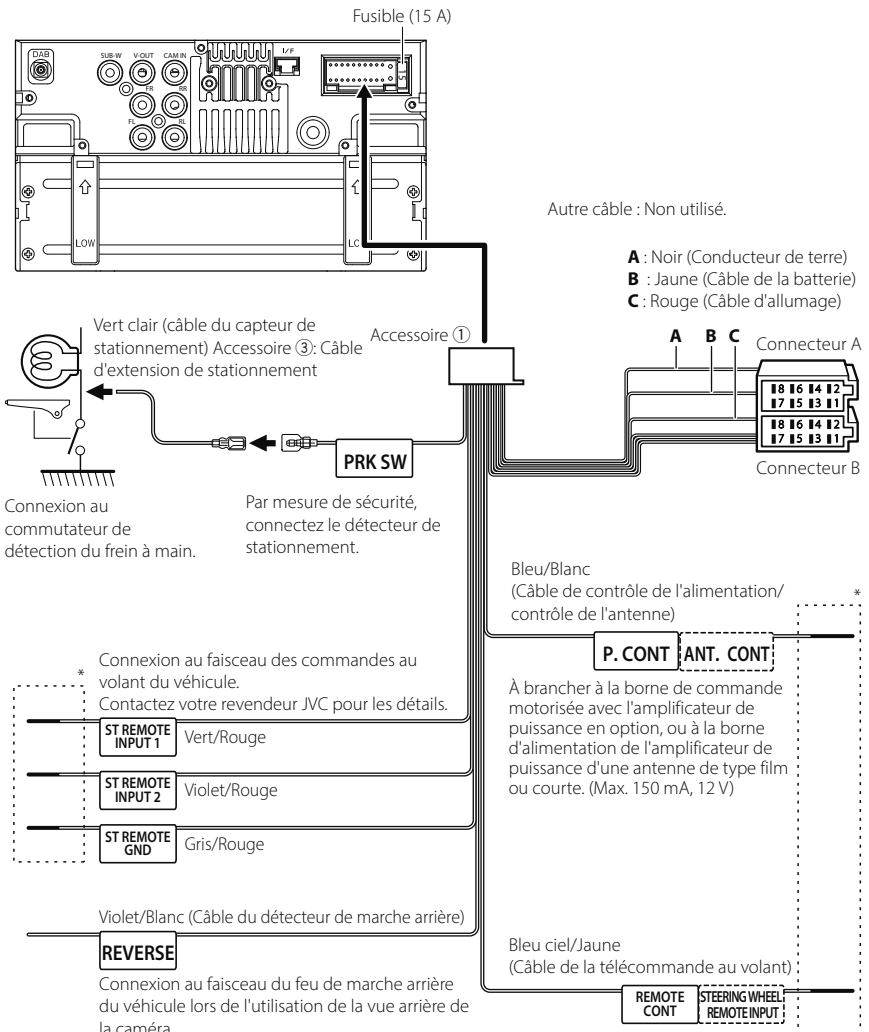 Fusible (15 A)
DAB
SUB-W V-OUT CAM IN
I/F
15
FR RR
FL RL
LOW
LO
Autre câble : Non utilisé.
A : Noir (Conducteur de terre)
B : Jaune (Câble de la batterie)
C : Rouge (Câble d'allumage)
Vert clair (câble du capteur de
stationnement) Accessoire ③: Câble
d'extension de stationnement
Accessoire ①
A B C
Connecteur A
8 6 4 2
7 5 3 1
8 6 4 2
7 5 3 1
Connecteur B
PRK SW
Connexion au
commutateur de
détection du frein à main.
Par mesure de sécurité,
connectez le détecteur de
stationnement.
Bleu/Blanc
(Câble de contrôle de l'alimentation/
contrôle de l'antenne)
*
P. CONT ANT. CONT
À brancher à la borne de commande
motorisée avec l'amplificateur de
puissance en option, ou à la borne
d'alimentation de l'amplificateur de
puissance d'une antenne de type film
ou courte. (Max. 150 mA, 12 V)
*
Connexion au faisceau des commandes au
volant du véhicule.
Contactez votre revendeur JVC pour les détails.
ST REMOTE
INPUT 1
Vert/Rouge
ST REMOTE
INPUT 2
Violet/Rouge
ST REMOTE
GND
Gris/Rouge
Violet/Blanc (Câble du détecteur de marche arrière)
REVERSE
Connexion au faisceau du feu de marche arrière
du véhicule lors de l'utilisation de la vue arrière de
la caméra
Bleu ciel/Jaune
(Câble de la télécommande au volant)
REMOTE
CONT
STEERING WHEEL
REMOTE INPUT